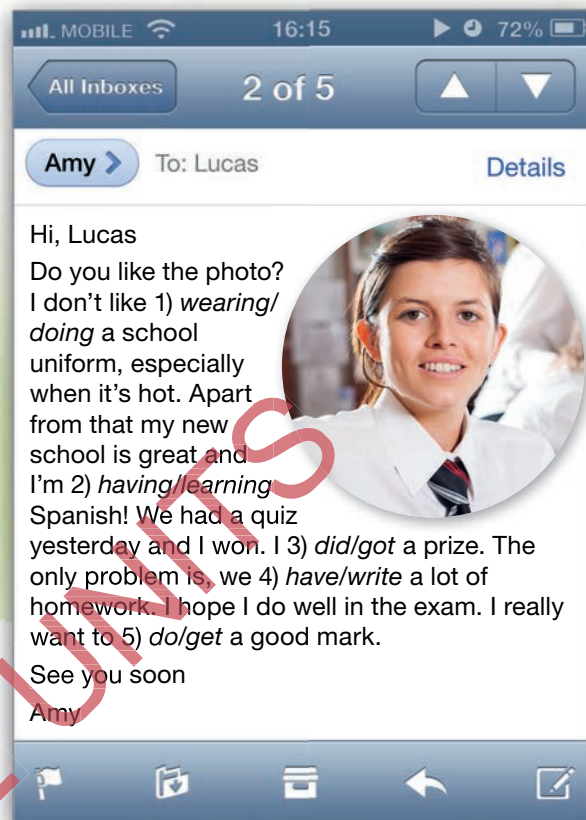 MOBILE 16:15 72%
All Inboxes 2 of 5
Amy To: Lucas Details
Hi, Lucas
Do you like the photo?
I don't like 1) wearing/
doing a school
uniform, especially
when it's hot. Apart
from that my new
school is great and
I'm 2) having/learning
Spanish! We had a quiz
yesterday and I won. I 3) did/got a prize. The
only problem is, we 4) have/write a lot of
homework. I hope I do well in the exam. I really
want to 5) do/get a good mark.
See you soon
Amy
UNITS